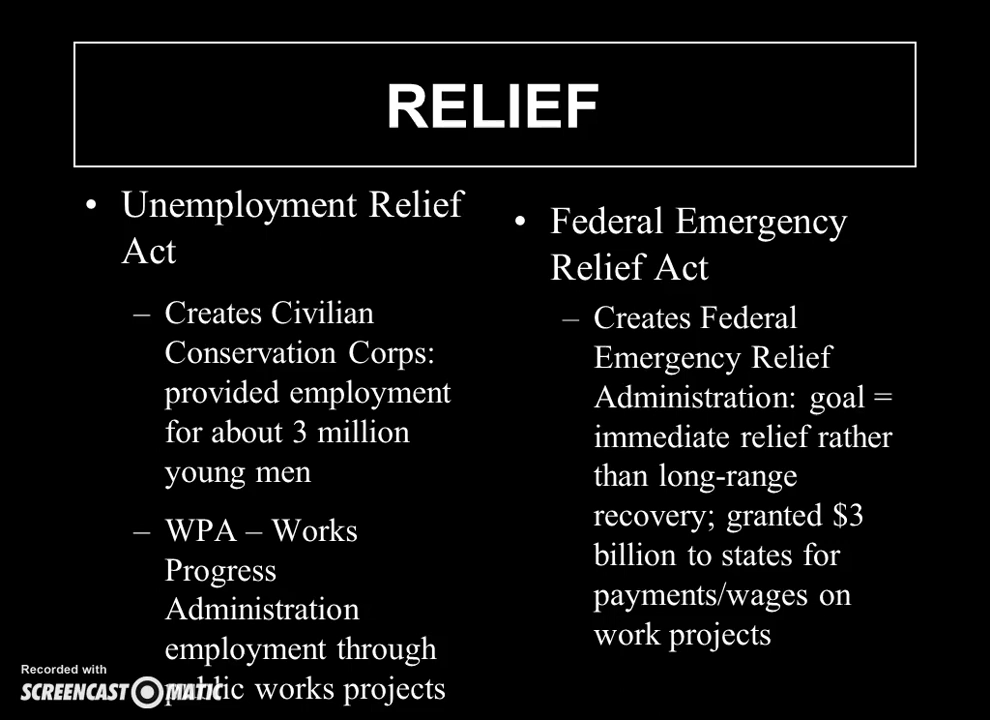 RELIEF
• Unemployment Relief
Act
– Creates Civilian
Conservation Corps:
provided employment
for about 3 million
young men
– WPA – Works
Progress
Administration
employment through
public works projects
• Federal Emergency
Relief Act
– Creates Federal
Emergency Relief
Administration: goal =
immediate relief rather
than long-range
recovery; granted $3
billion to states for
payments/wages on
work projects
Recorded with
SCREENCAST MATIC